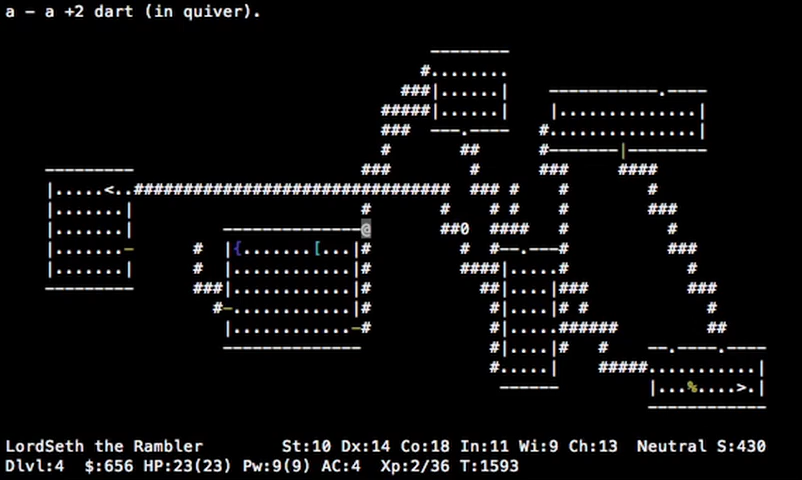 a - a +2 dart (in quiver).
LordSeth the Rambler St:10 Dx:14 Co:18 In:11 Wi:9 Ch:13 Neutral S:430
Dlvl:4 $:656 HP:23(23) Pw:9(9) AC:4 Xp:2/36 T:1593